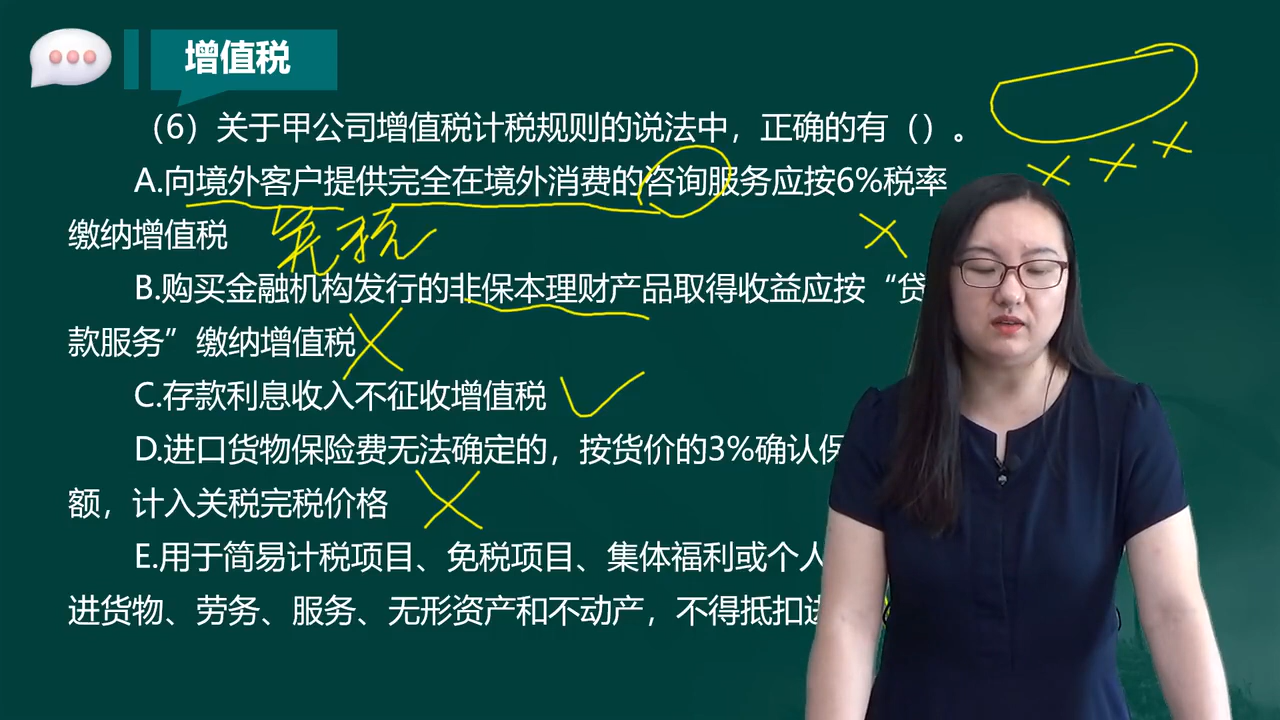 增值税
（6）关于甲公司增值税计税规则的说法中，正确的有（）。
A.向境外客户提供完全在境外消费的咨询服务应按6%税率
缴纳增值税
免税
B.购买金融机构发行的非保本理财产品取得收益应按“贷
款服务”缴纳增值税
C.存款利息收入不征收增值税
D.进口货物保险费无法确定的，按货价的3%确认保
额，计入关税完税价格
E.用于简易计税项目、免税项目、集体福利或个人
进货物、劳务、服务、无形资产和不动产，不得抵扣进